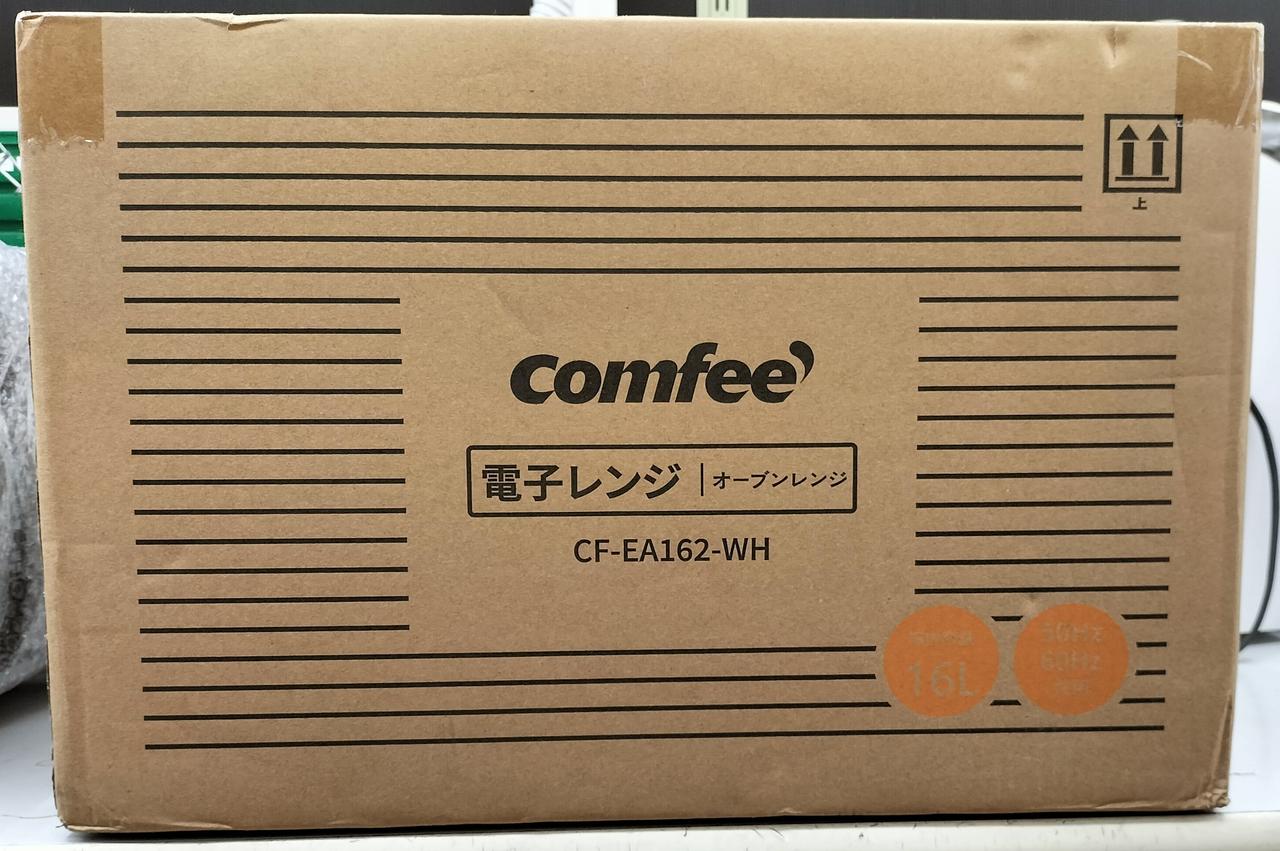 上
comfee'
電子レンジ | オーブンレンジ
CF-EA162-WH
16L
50Hz
60Hz